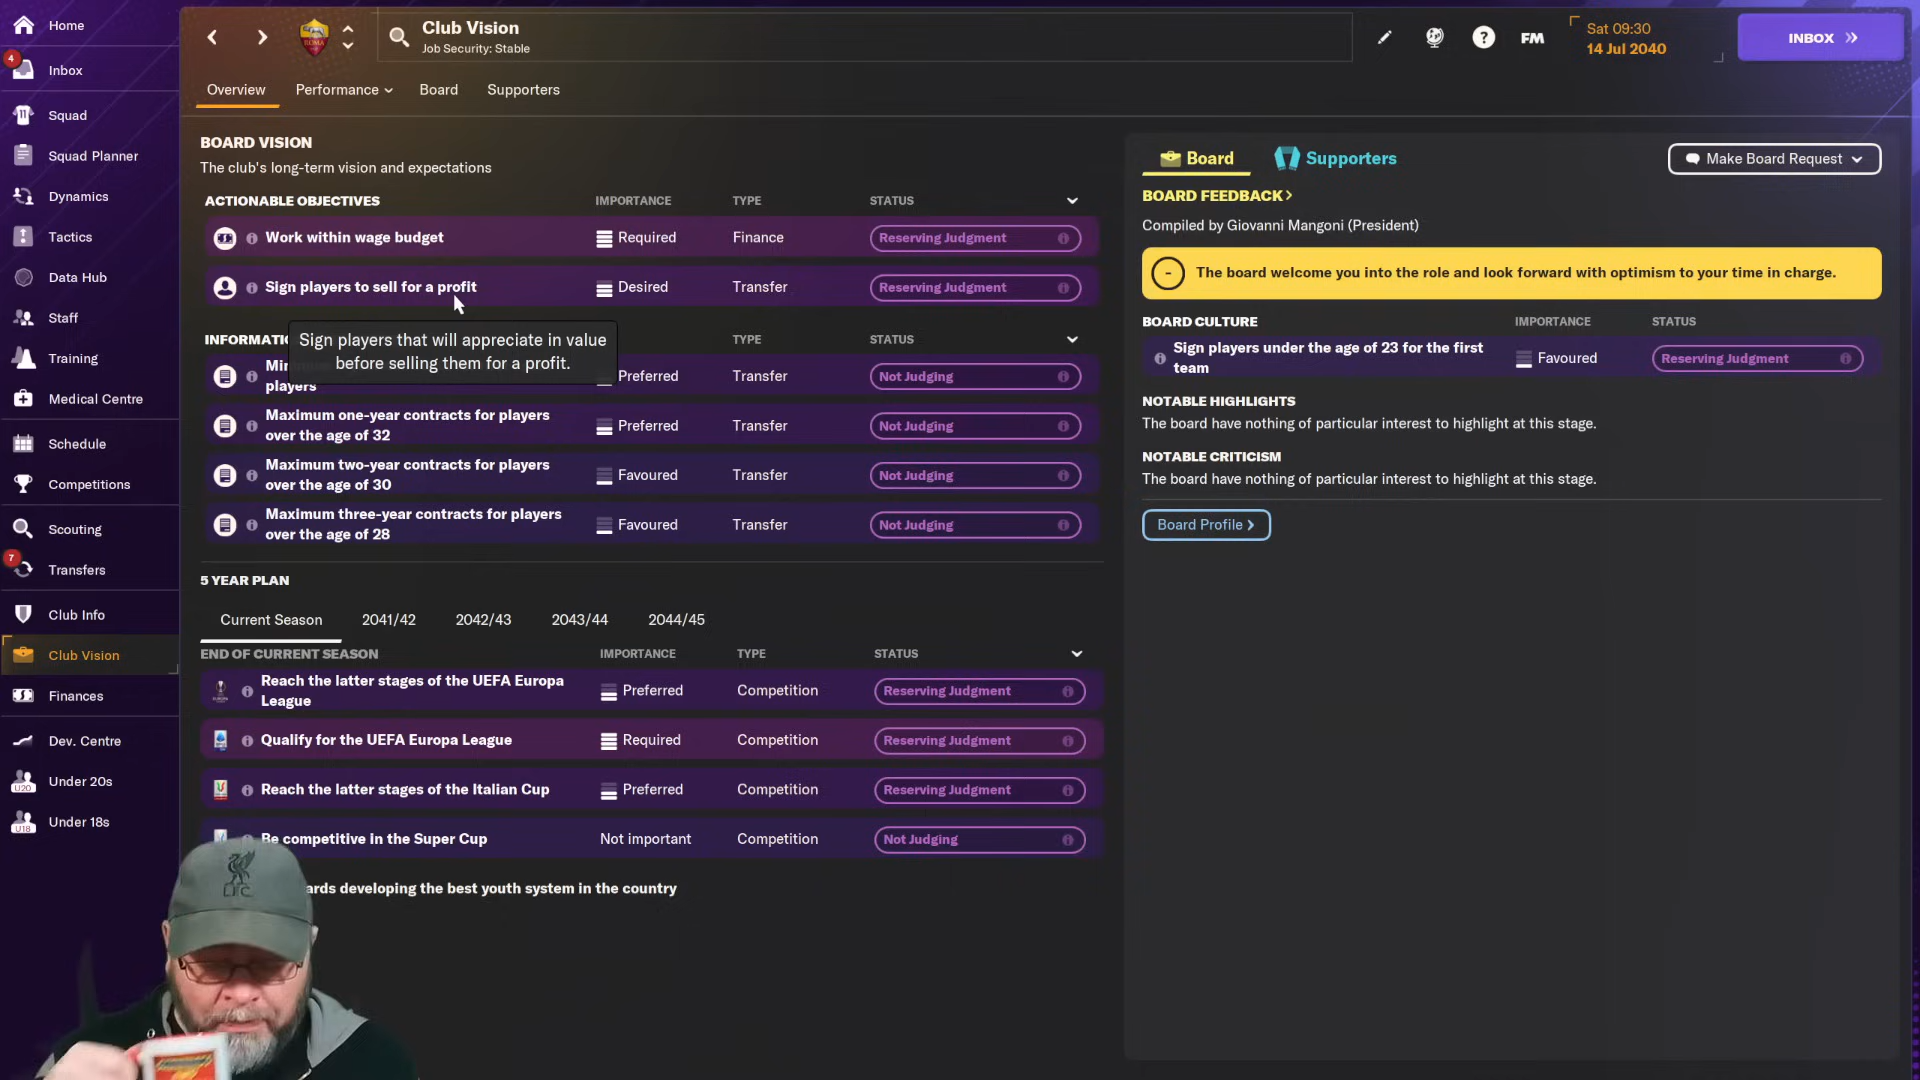 Home
4
Inbox
Squad
Squad Planner
Dynamics
Tactics
Data Hub
Staff
Training
Medical Centre
Schedule
Competitions
Scouting
7
Transfers
Club Info
Club Vision
Finances
Dev. Centre
U20
Under 20s
U18
Under 18s
ROMA
Club Vision
Job Security: Stable
?
FM
Sat 09:30
14 Jul 2040
INBOX
Overview
Performance
Board
Supporters
BOARD VISION
The club's long-term vision and expectations
ACTIONABLE OBJECTIVES IMPORTANCE TYPE STATUS
Work within wage budget Required Finance Reserving Judgment
Sign players to sell for a profit Desired Transfer Reserving Judgment
Sign players that will appreciate in value
before selling them for a profit.
TYPE STATUS
players Preferred Transfer Not Judging
Maximum one-year contracts for players
over the age of 32 Preferred Transfer Not Judging
Maximum two-year contracts for players
over the age of 30 Favoured Transfer Not Judging
Maximum three-year contracts for players
over the age of 28 Favoured Transfer Not Judging
5 YEAR PLAN
Current Season 2041/42 2042/43 2043/44 2044/45
END OF CURRENT SEASON IMPORTANCE TYPE STATUS
Reach the latter stages of the UEFA Europa
League Preferred Competition Reserving Judgment
Qualify for the UEFA Europa League Required Competition Reserving Judgment
Reach the latter stages of the Italian Cup Preferred Competition Reserving Judgment
Be competitive in the Super Cup Not important Competition Not Judging
developing the best youth system in the country
Board
Supporters
Make Board Request
BOARD FEEDBACK
Compiled by Giovanni Mangoni (President)
- The board welcome you into the role and look forward with optimism to your time in charge.
BOARD CULTURE IMPORTANCE STATUS
Sign players under the age of 23 for the first
team Favoured Reserving Judgment
NOTABLE HIGHLIGHTS
The board have nothing of particular interest to highlight at this stage.
NOTABLE CRITICISM
The board have nothing of particular interest to highlight at this stage.
Board Profile
L.F.C.